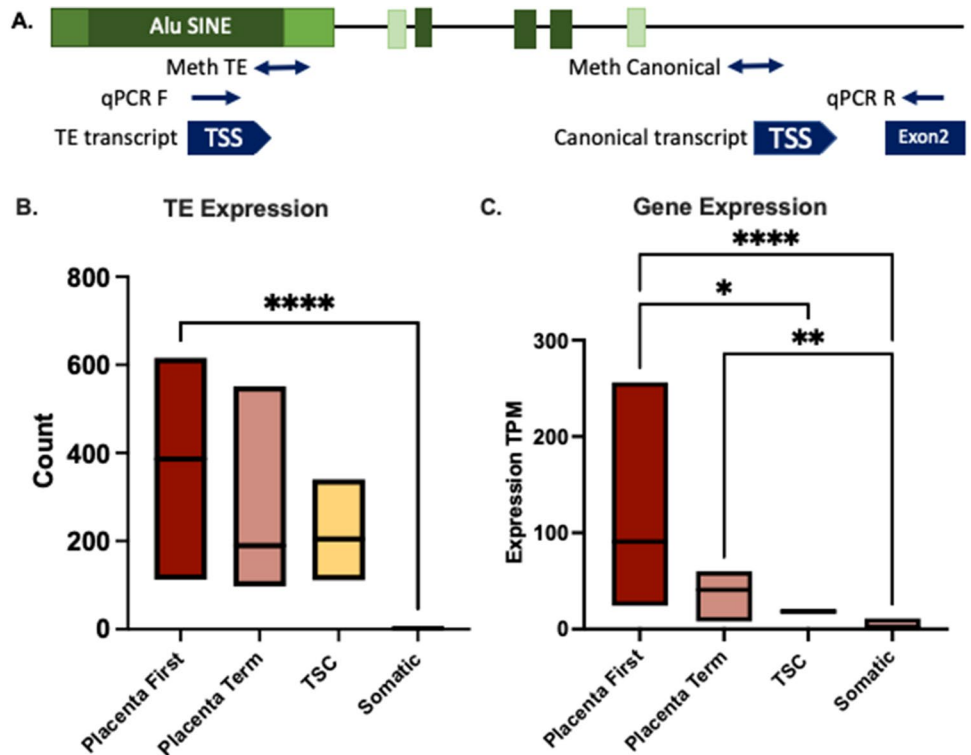 A.
Alu SINE
Meth TE
Meth Canonical
qPCR F
qPCR R
TE transcript
TSS
Canonical transcript
TSS
Exon2
B.
TE Expression
****
Count
800
600
400
200
0
Placenta First
Placenta Term
TSC
Somatic
C.
Gene Expression
****
*
**
Expression TPM
300
200
100
0
Placenta First
Placenta Term
TSC
Somatic